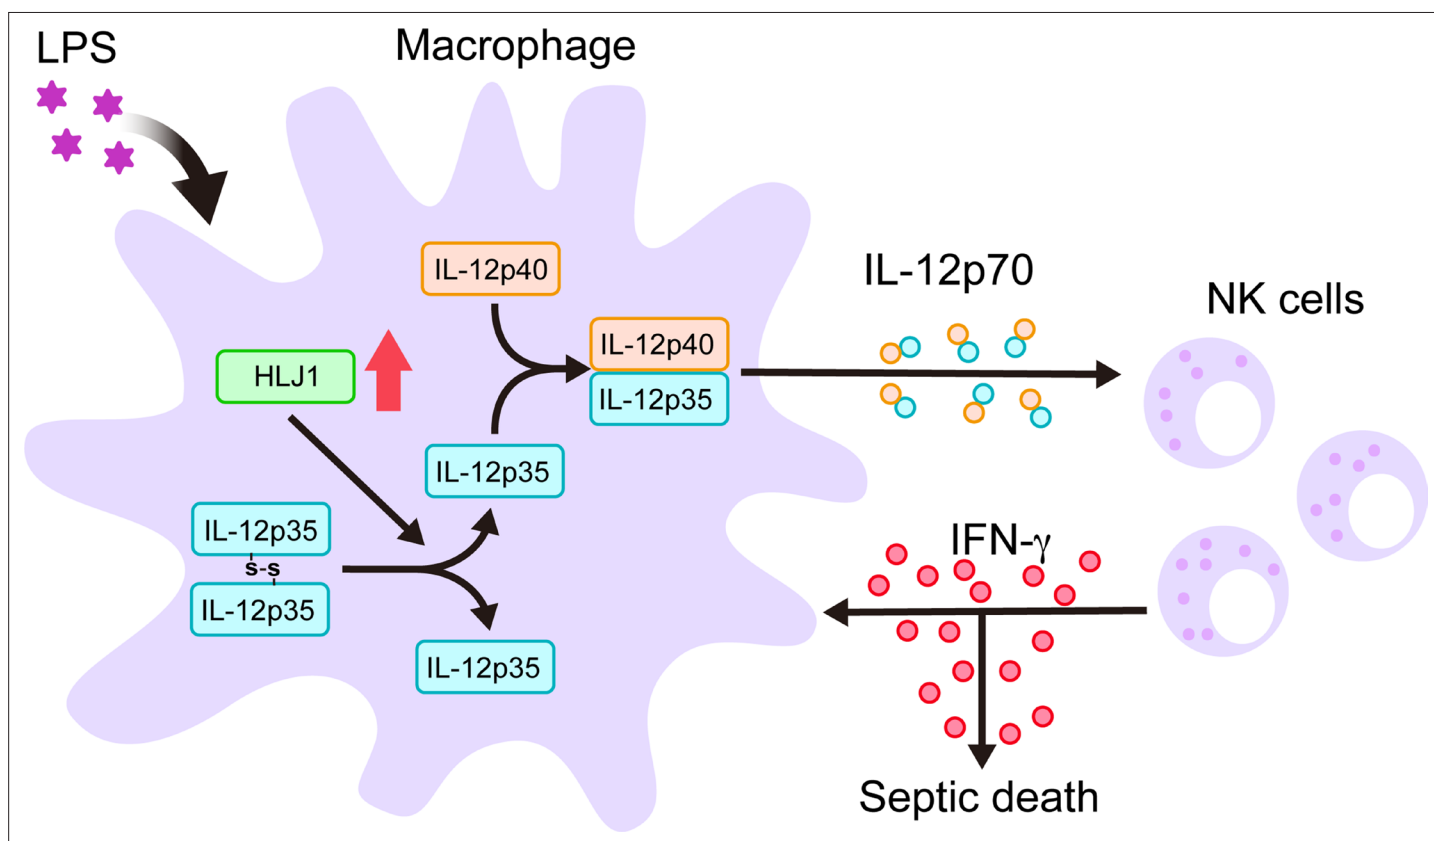 LPS
Macrophage
IL-12p40
IL-12p70
NK cells
IL-12p40
HLJ1
IL-12p35
IL-12p35
IL-12p35
s-s
IL-12p35
IFN-γ
IL-12p35
Septic death